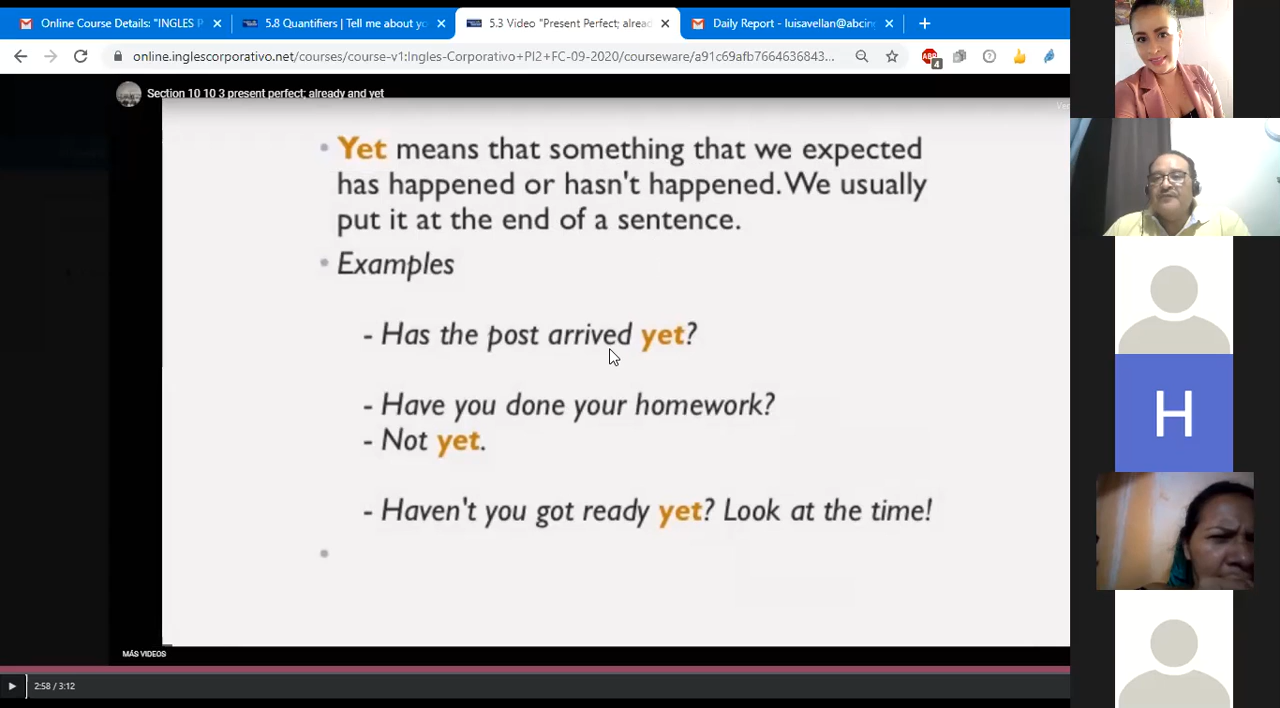 Online Course Details: "INGLES P
5.8 Quantifiers | Tell me about yo
5.3 Video "Present Perfect; alread
Daily Report - luisavellan@abcin
online.inglescorporativo.net/courses/course-v1:Ingles-Corporativo+PI2+FC-09-2020/courseware/a91c69afb7664636843...
ABP
4
Section 10 10 3 present perfect; already and yet
Yet means that something that we expected
has happened or hasn't happened. We usually
put it at the end of a sentence.
Examples
- Has the post arrived yet?
- Have you done your homework?
- Not yet.
- Haven't you got ready yet? Look at the time!
H
MÁS VIDEOS
2:58 / 3:12